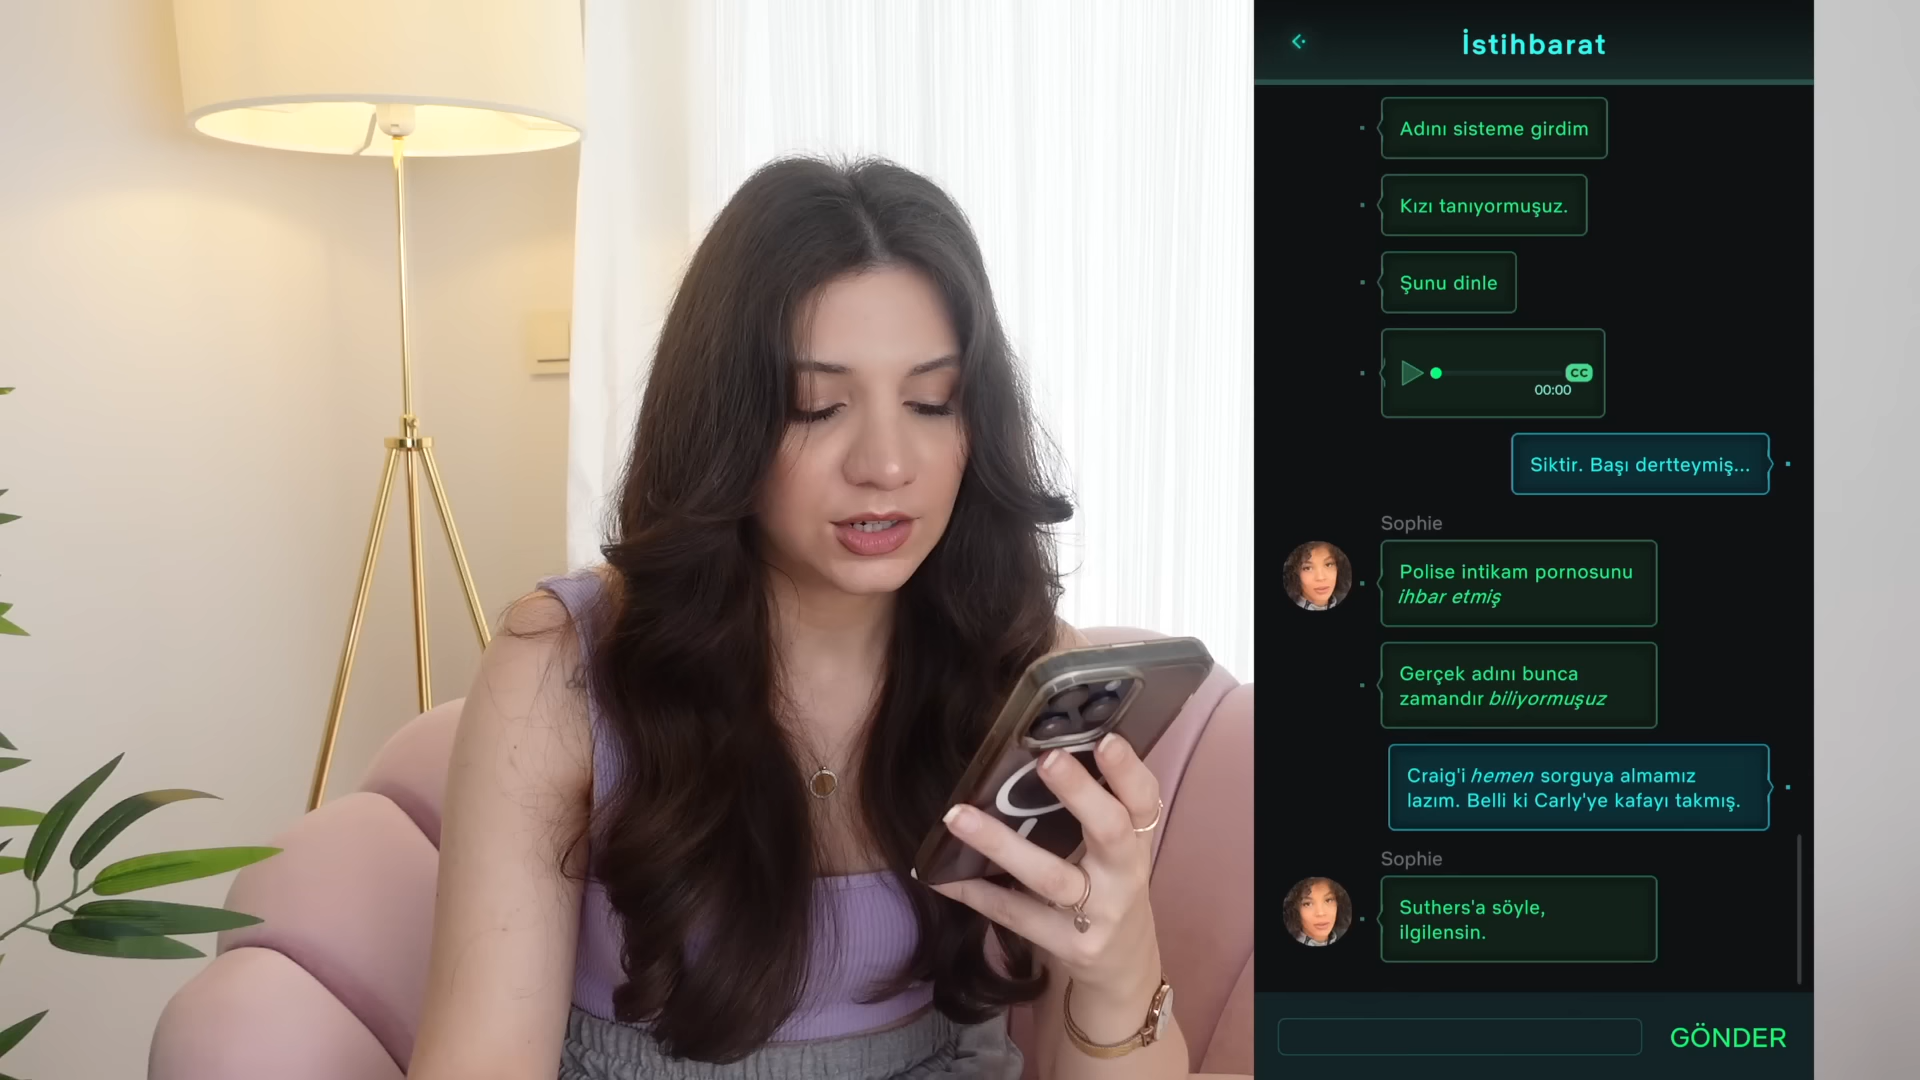 İstihbarat
Adını sisteme girdim
Kızı tanıyormuşuz.
Şunu dinle
CC
00:00
Siktir. Başı dertteymiş...
Sophie
Polise intikam pornosunu
ihbar etmiş
Gerçek adını bunca
zamandır biliyormuşuz
Craig'i hemen sorguya almamız
lazım. Belli ki Carly'ye kafayı takmış.
Sophie
Suthers'a söyle,
ilgilensin.
GÖNDER